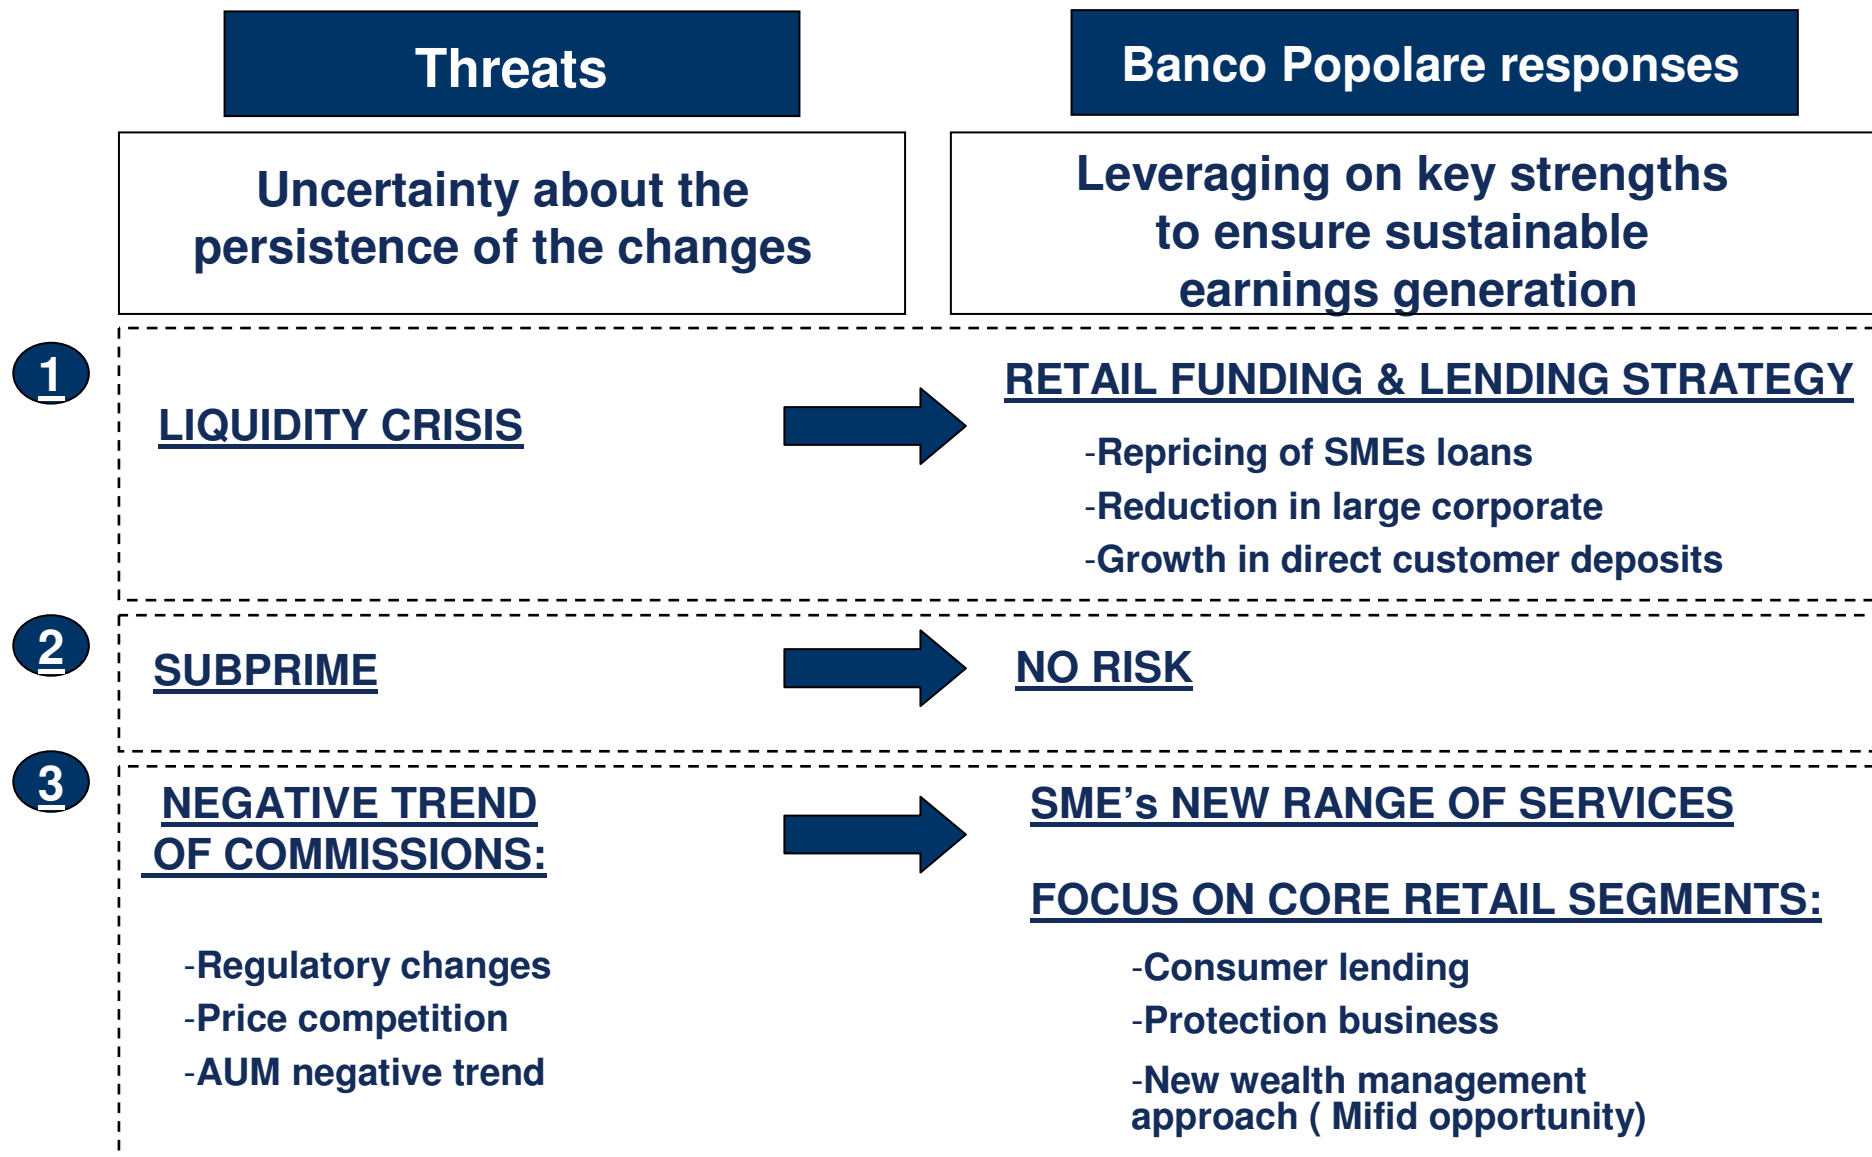 Threats
Banco Popolare responses
Uncertainty about the
persistence of the changes
Leveraging on key strengths
to ensure sustainable
earnings generation
1
LIQUIDITY CRISIS
RETAIL FUNDING & LENDING STRATEGY
-Repricing of SMEs loans
-Reduction in large corporate
-Growth in direct customer deposits
2
SUBPRIME
NO RISK
3
NEGATIVE TREND
OF COMMISSIONS:
-Regulatory changes
-Price competition
-AUM negative trend
SME’s NEW RANGE OF SERVICES
FOCUS ON CORE RETAIL SEGMENTS:
-Consumer lending
-Protection business
-New wealth management
approach ( Mifid opportunity)